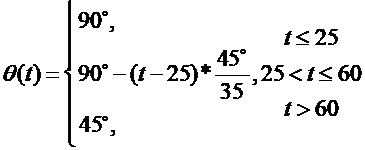 θ(t) = { 90°, t ≤ 25
90° − (t − 25) * 45°/35, 25 < t ≤ 60
45°, t > 60